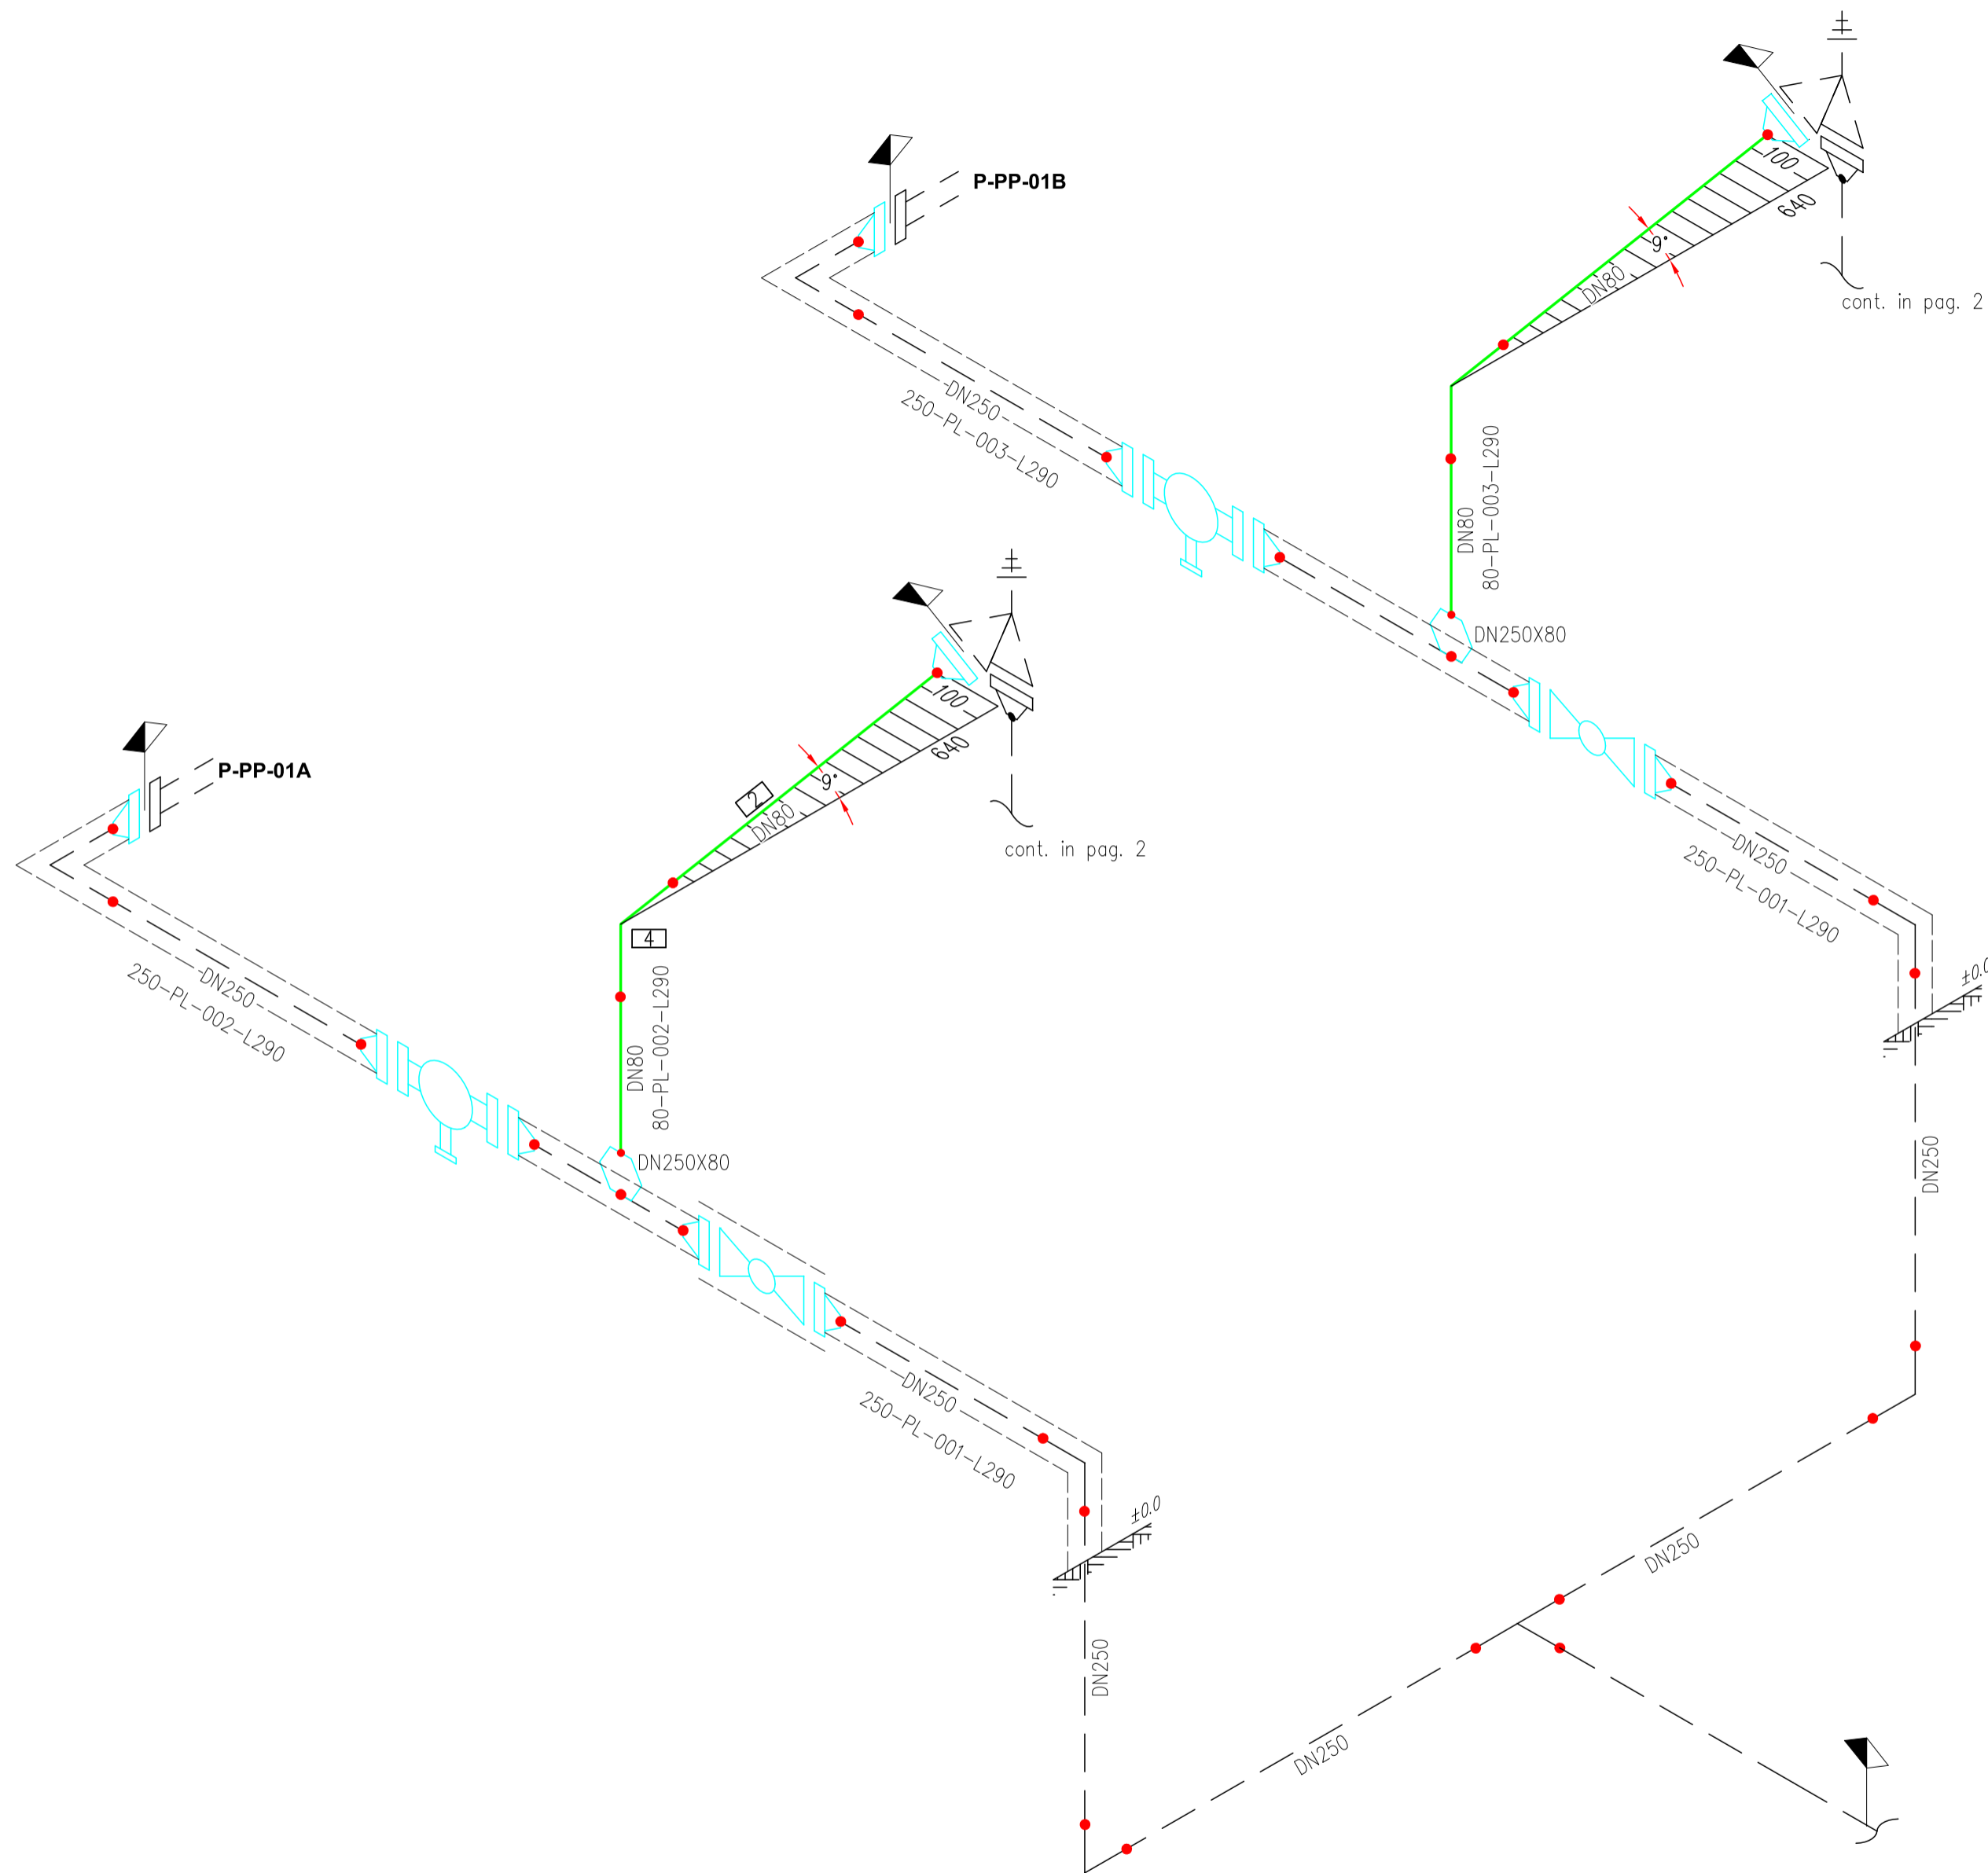 P-PP-01B
100
640
9°
DN80
cont. in pag. 2
DN250
250-PL-003-L290
DN80
80-PL-003-L290
DN250X80
P-PP-01A
100
640
9°
2
DN80
cont. in pag. 2
4
DN250
250-PL-001-L290
DN250
250-PL-002-L290
DN80
80-PL-002-L290
±0.0
DN250X80
DN250
DN250
250-PL-001-L290
±0.0
DN250
DN250
DN250